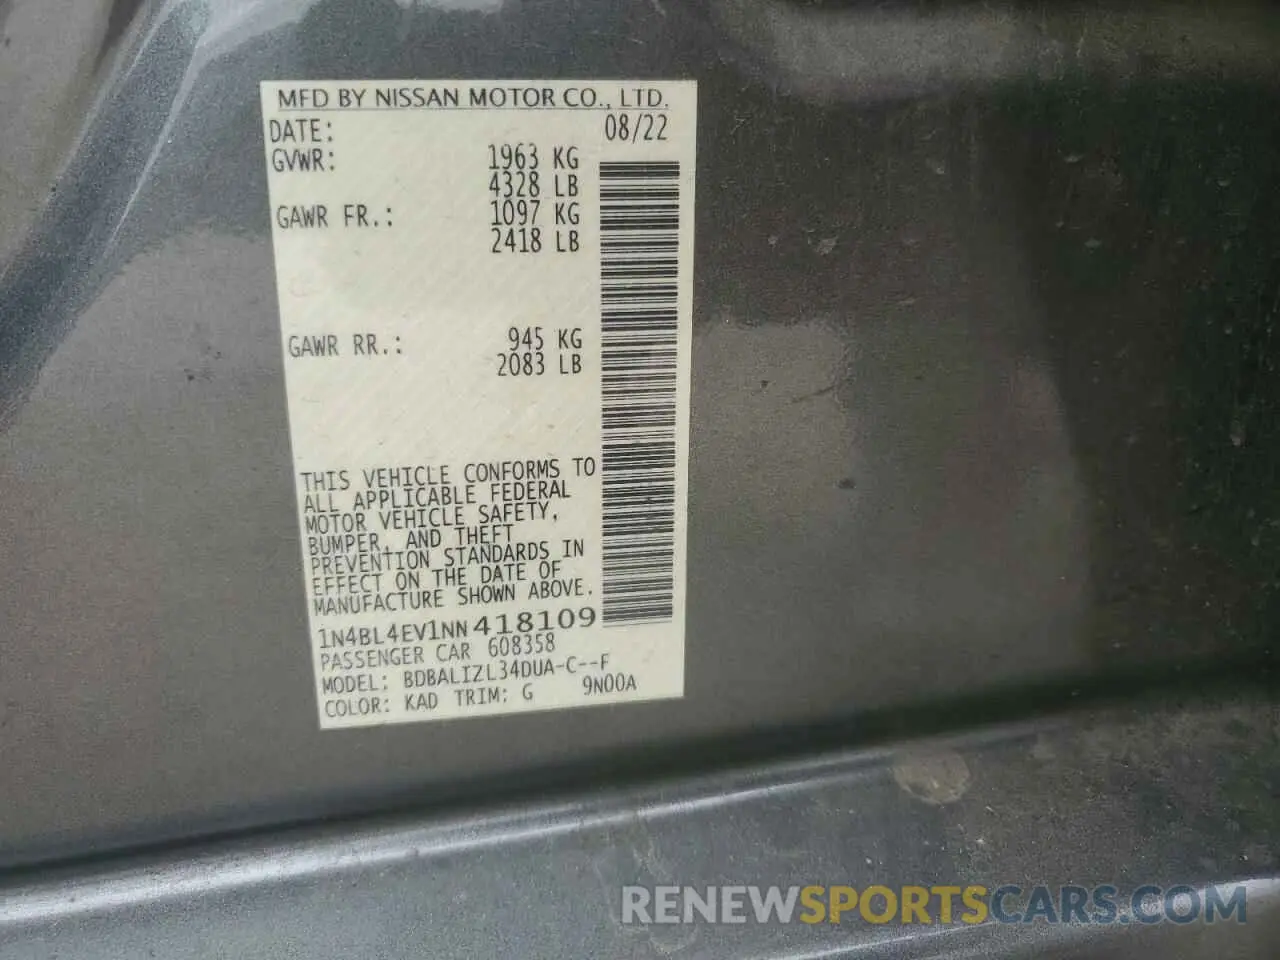 MFD BY NISSAN MOTOR CO., LTD.
DATE: 08/22
GVWR: 1963 KG
4328 LB
GAWR FR.: 1097 KG
2418 LB
GAWR RR.: 945 KG
2083 LB
THIS VEHICLE CONFORMS TO
ALL APPLICABLE FEDERAL
MOTOR VEHICLE SAFETY,
BUMPER, AND THEFT
PREVENTION STANDARDS IN
EFFECT ON THE DATE OF
MANUFACTURE SHOWN ABOVE.
1N4BL4EV1NN418109
PASSENGER CAR 608358
MODEL: BDBALIZL34DUA-C--F
COLOR: KAD TRIM: G 9N00A
RENEWSPORTSCARS.COM